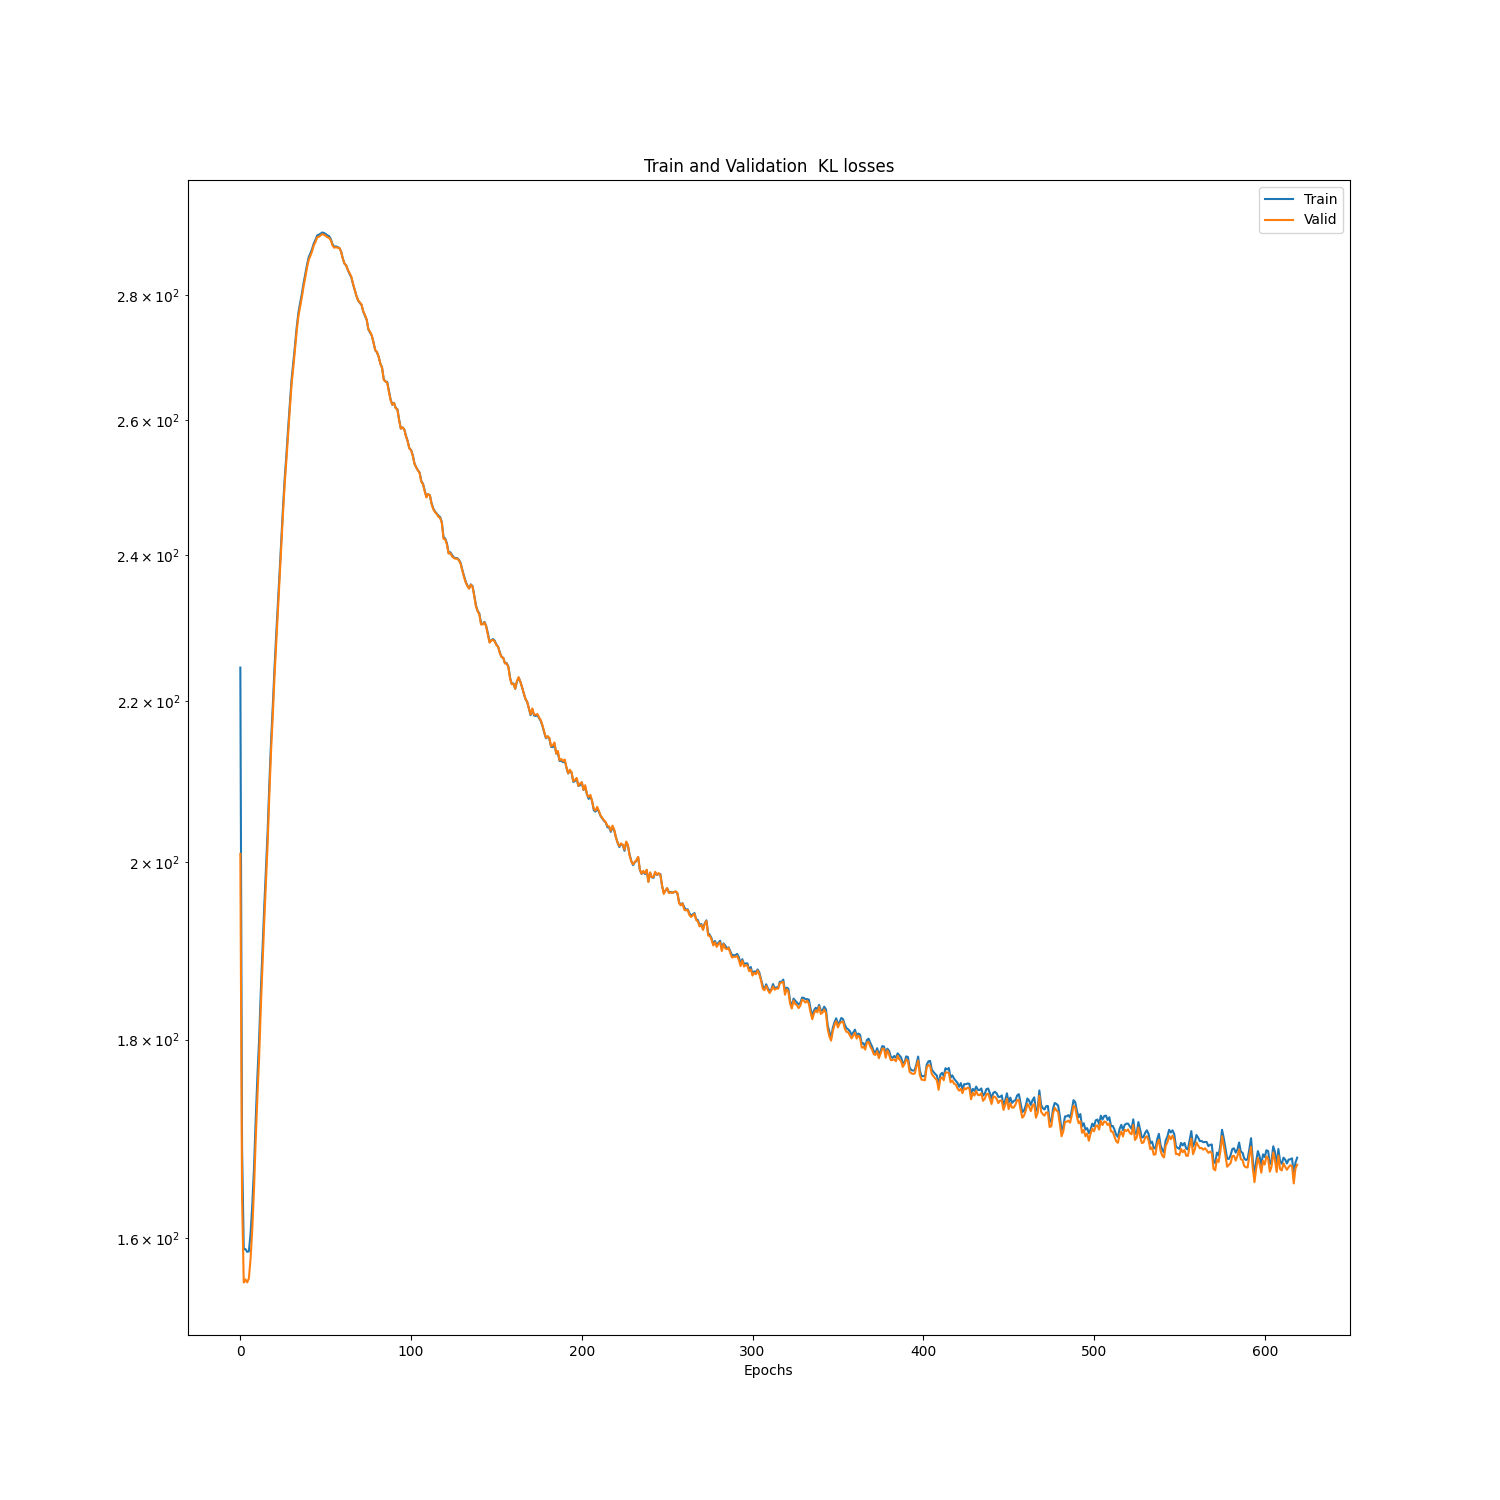 Train and Validation  KL losses
Train
Valid
2.8 × 10²
2.6 × 10²
2.4 × 10²
2.2 × 10²
2 × 10²
1.8 × 10²
1.6 × 10²
0 100 200 300 400 500 600
Epochs